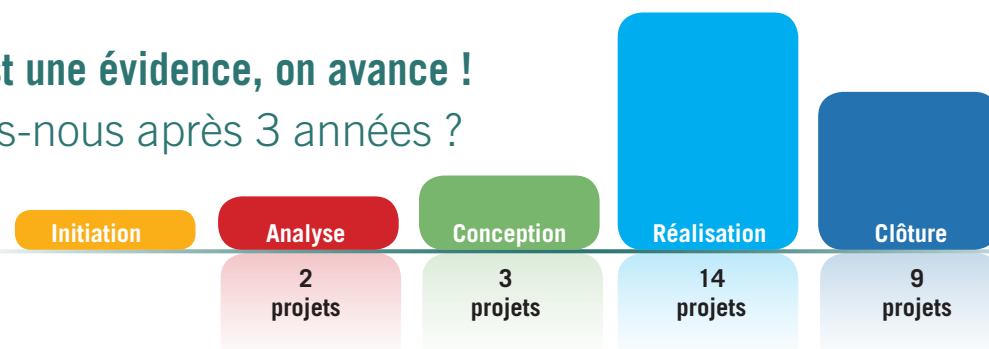 t une évidence, on avance !
s-nous après 3 années ?
Initiation
Analyse
Conception
Réalisation
Clôture
2
projets
3
projets
14
projets
9
projets